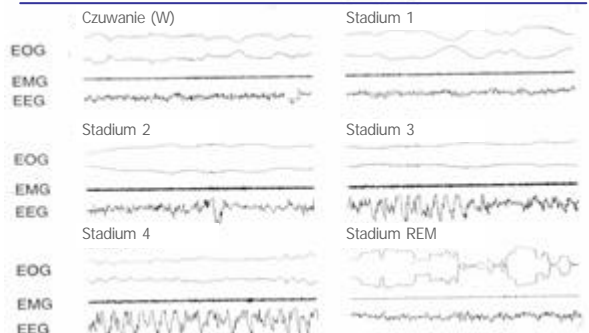 Czuwanie (W) Stadium 1
EOG
EMG
EEG
Stadium 2 Stadium 3
EOG
EMG
EEG
Stadium 4 Stadium REM
EOG
EMG
EEG